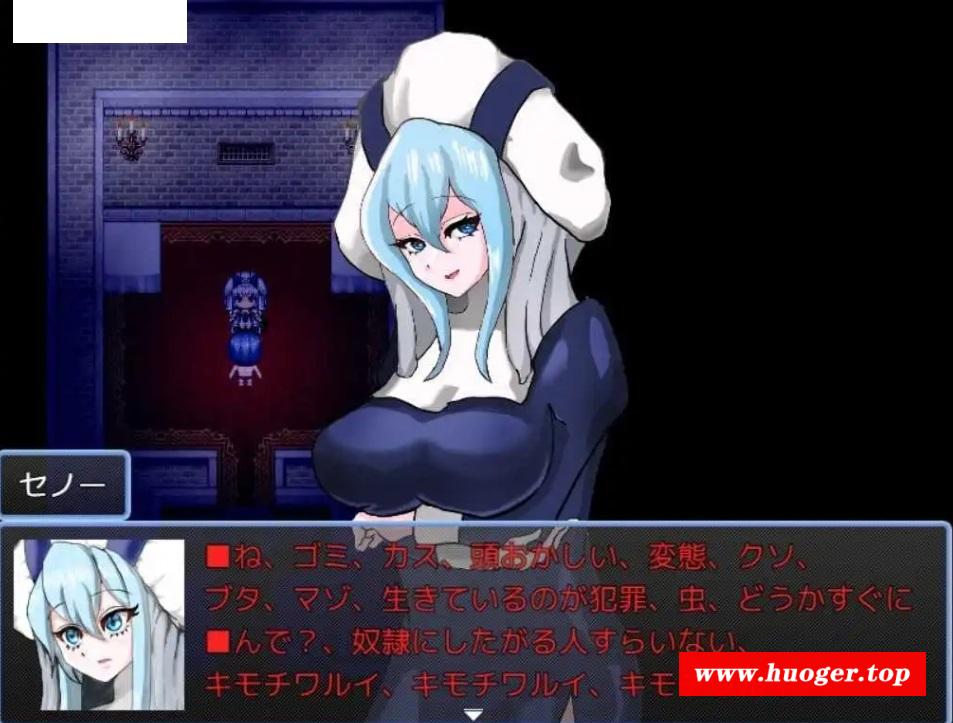 セノー
■ね、ゴミ、カス、頭おかしい、変態、クソ、
ブタ、マゾ、生きているのが犯罪、虫、どうかすぐに
■んで？、奴隷にしたがる人すらいない、
キモチワルイ、キモチワルイ、キモ
www.huoger.top